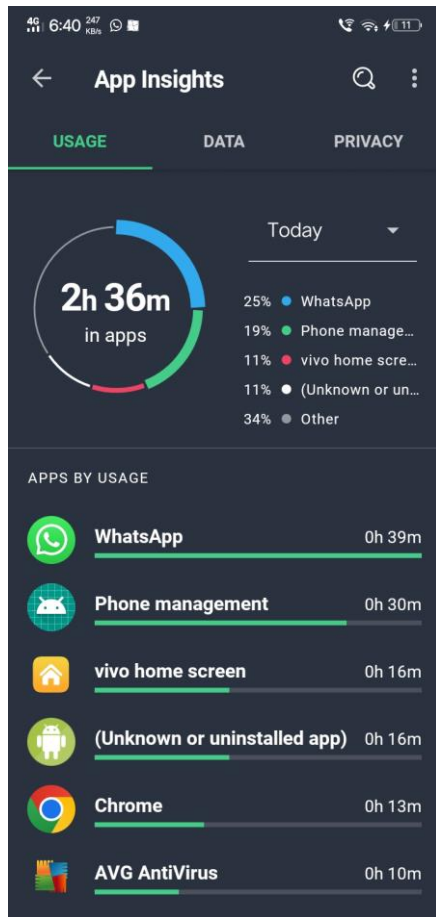 4G 6:40 247 KB/s 11
App Insights
USAGE DATA PRIVACY
2h 36m
in apps
Today
25% WhatsApp
19% Phone manage...
11% vivo home scre...
11% (Unknown or un...
34% Other
APPS BY USAGE
WhatsApp 0h 39m
Phone management 0h 30m
vivo home screen 0h 16m
(Unknown or uninstalled app) 0h 16m
Chrome 0h 13m
AVG AntiVirus 0h 10m